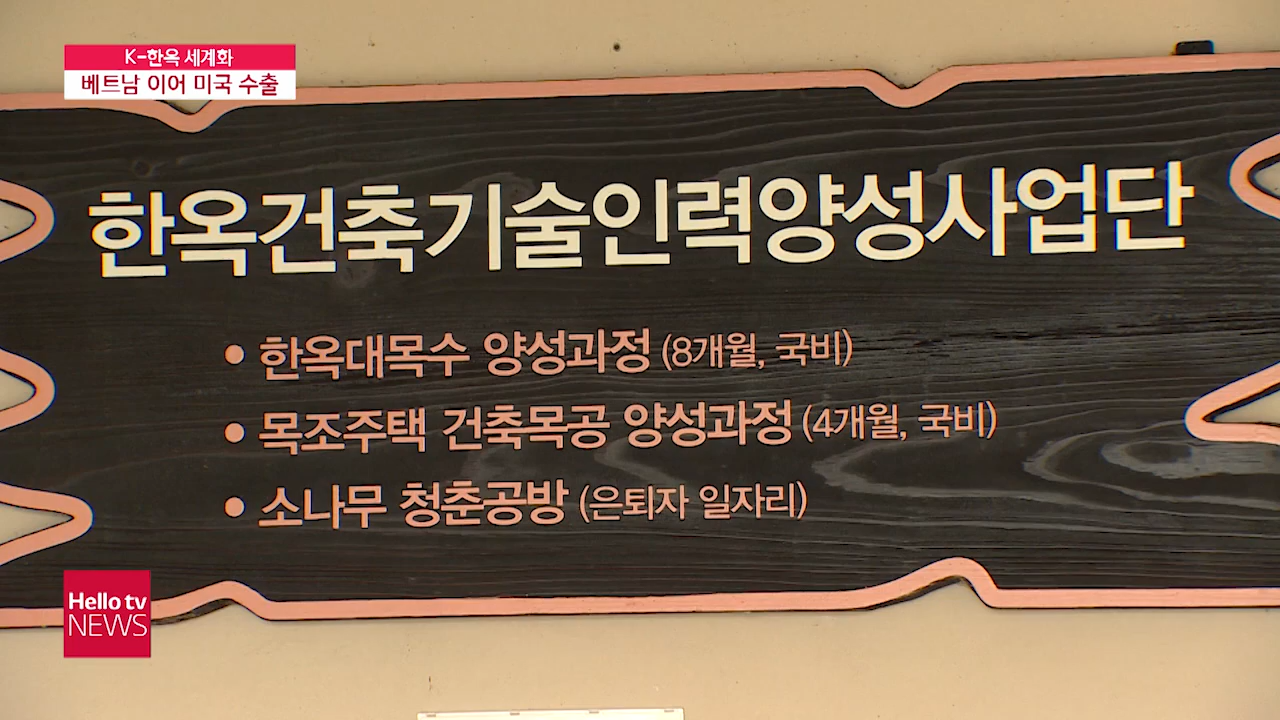 K-한옥 세계화
베트남 이어 미국 수출
한옥건축기술인력양성사업단
• 한옥대목수 양성과정 (8개월, 국비)
• 목조주택 건축목공 양성과정 (4개월, 국비)
• 소나무 청춘공방 (은퇴자 일자리)
Hello tv
NEWS